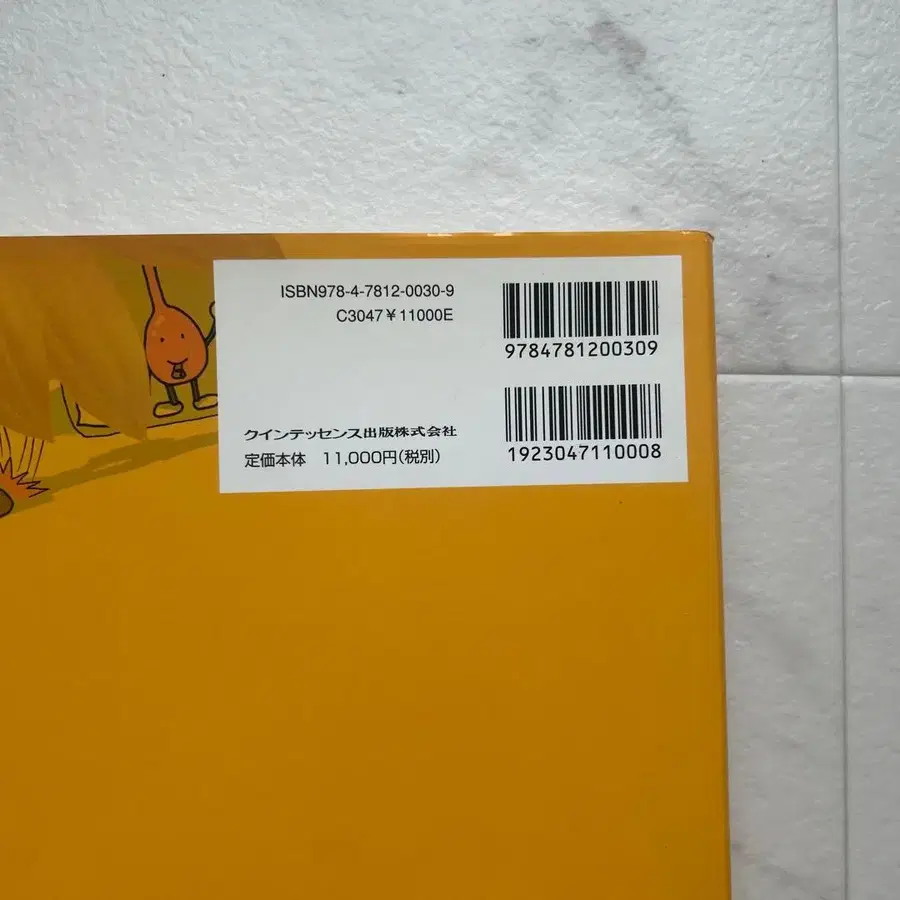 ISBN978-4-7812-0030-9
C3047 ¥11000E
9784781200309
クインテッセンス出版株式会社
定価本体 11,000円(税別)
1923047110008